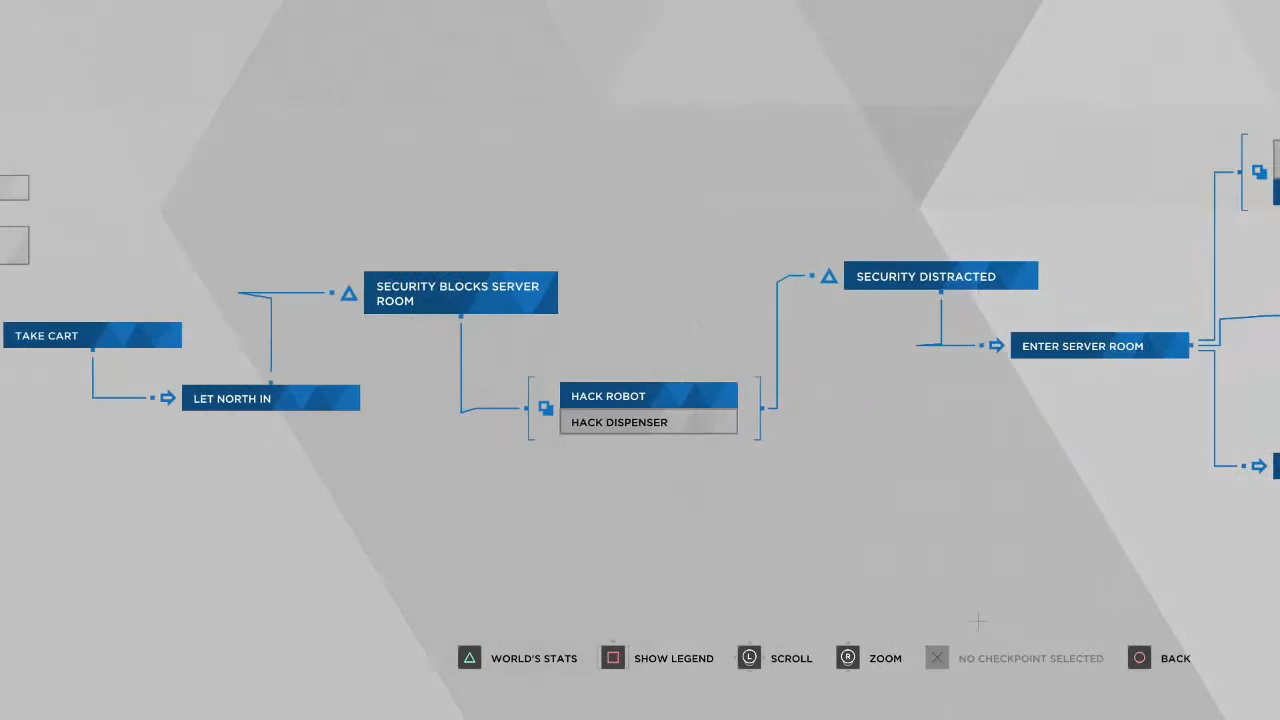 SECURITY DISTRACTED
SECURITY BLOCKS SERVER
ROOM
TAKE CART
ENTER SERVER ROOM
LET NORTH IN
HACK ROBOT
HACK DISPENSER
WORLD'S STATS
SHOW LEGEND
L
SCROLL
R
ZOOM
NO CHECKPOINT SELECTED
BACK